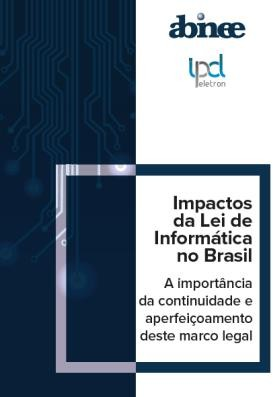 abinee
ipd
eletron
Impactos
da Lei de
Informática
no Brasil
A importância
da continuidade e
aperfeiçoamento
deste marco legal